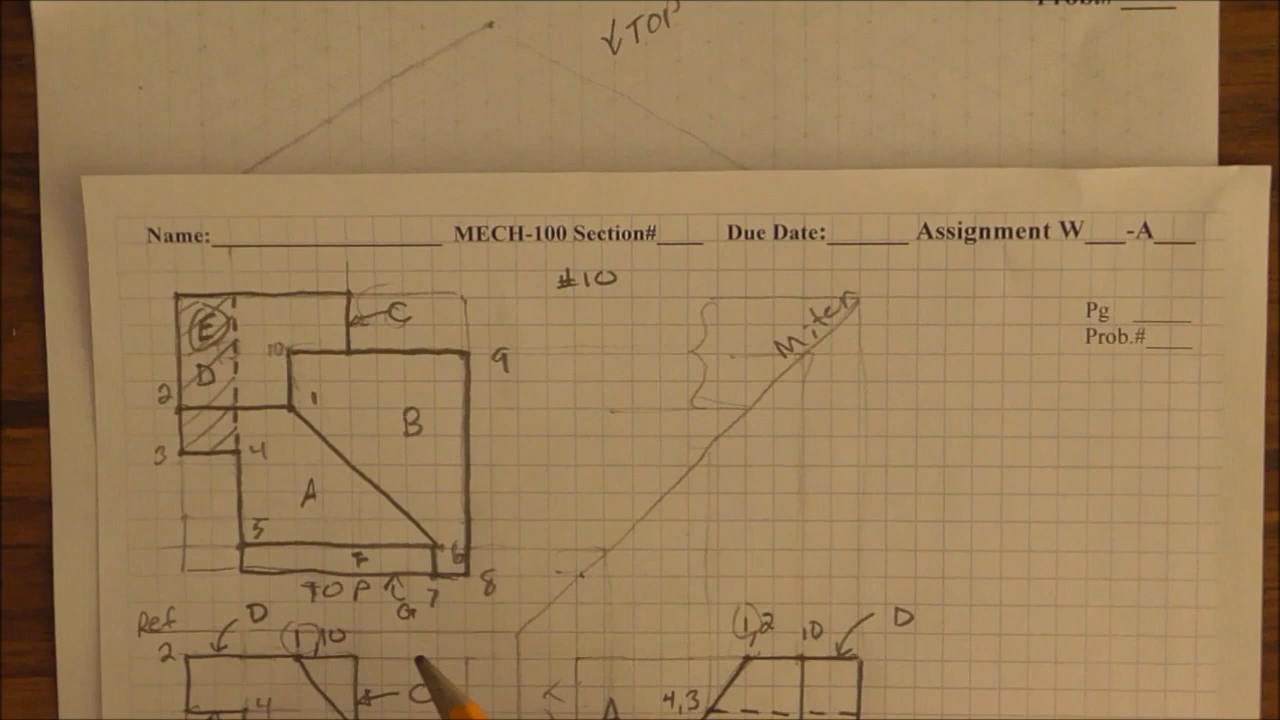 ↓TOP
Name: MECH-100 Section# Due Date: Assignment W -A
#10
Pg
Prob.#
Miter
E
C
10
9
D
2
1
B
3
4
A
5
6
F
TOP
G
7
8
Ref
D
2
1,10
C
4
1,2
10
D
4,3
A